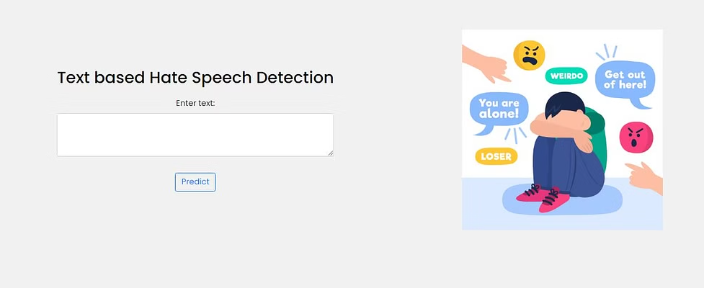 Text based Hate Speech Detection
Enter text:
Predict
WEIRDO
Get out
of here!
You are
alone!
LOSER